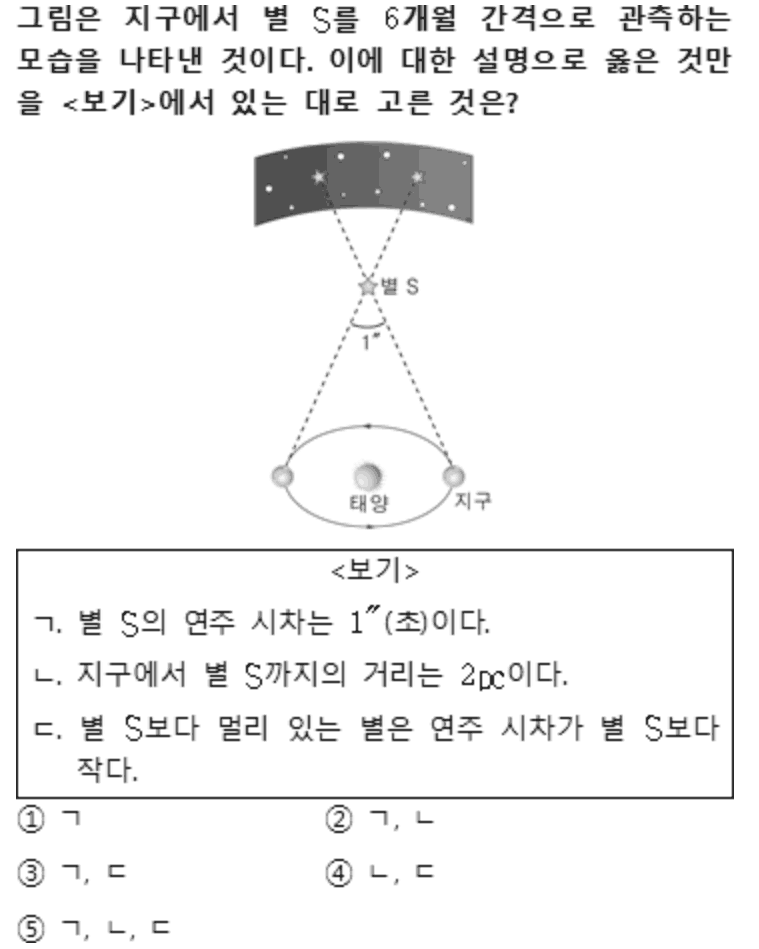 그림은 지구에서 별 S를 6개월 간격으로 관측하는
모습을 나타낸 것이다. 이에 대한 설명으로 옳은 것만
을 <보기>에서 있는 대로 고른 것은?
별 S
1″
태양
지구
<보기>
ㄱ. 별 S의 연주 시차는 1″(초)이다.
ㄴ. 지구에서 별 S까지의 거리는 2pc이다.
ㄷ. 별 S보다 멀리 있는 별은 연주 시차가 별 S보다
작다.
① ㄱ ② ㄱ, ㄴ
③ ㄱ, ㄷ ④ ㄴ, ㄷ
⑤ ㄱ, ㄴ, ㄷ